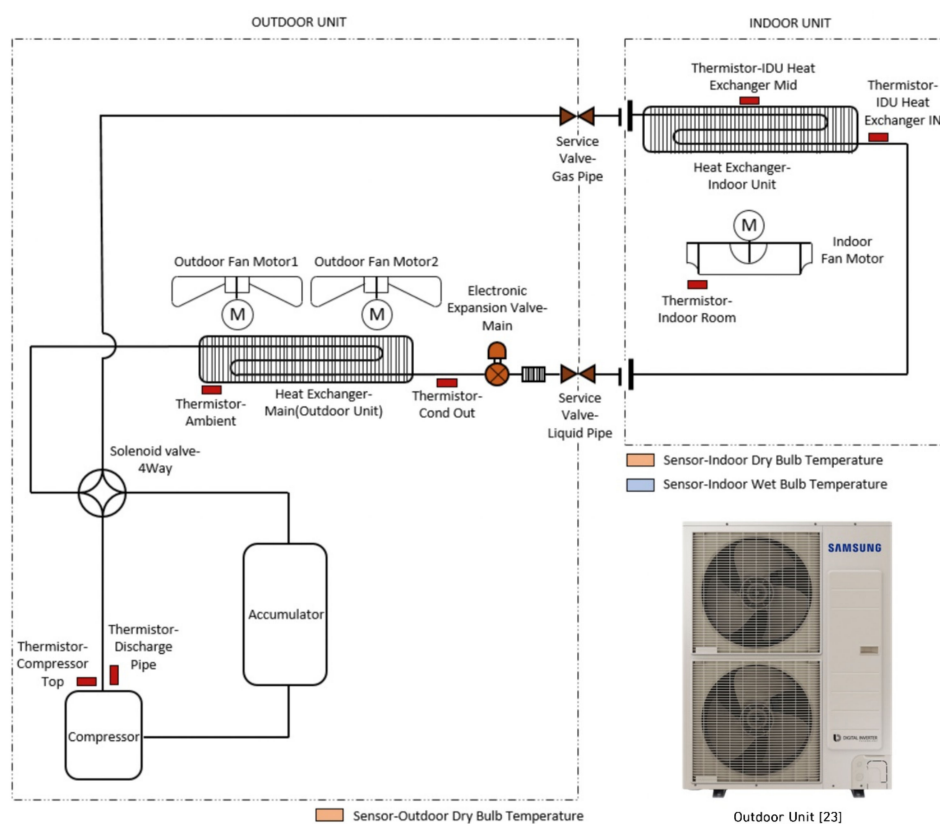 OUTDOOR UNIT
INDOOR UNIT
Thermistor-IDU Heat
Exchanger Mid
Thermistor-
IDU Heat
Exchanger IN
Service
Valve-
Gas Pipe
Heat Exchanger-
Indoor Unit
M
Indoor
Fan Motor
Thermistor-
Indoor Room
Outdoor Fan Motor1
Outdoor Fan Motor2
M
M
Electronic
Expansion Valve-
Main
Thermistor-
Ambient
Heat Exchanger-
Main(Outdoor Unit)
Thermistor-
Cond Out
Service
Valve-
Liquid Pipe
Solenoid valve-
4Way
Sensor-Indoor Dry Bulb Temperature
Sensor-Indoor Wet Bulb Temperature
SAMSUNG
DIGITAL INVERTER
Accumulator
Thermistor-
Compressor
Top
Thermistor-
Discharge
Pipe
Compressor
Sensor-Outdoor Dry Bulb Temperature
Outdoor Unit [23]